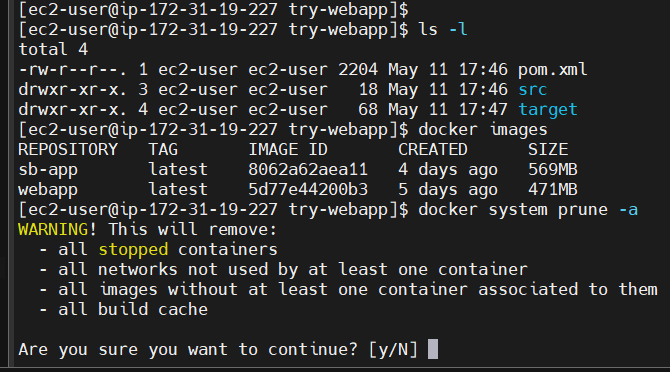 [ec2-user@ip-172-31-19-227 try-webapp]$
[ec2-user@ip-172-31-19-227 try-webapp]$ ls -l
total 4
-rw-r--r--. 1 ec2-user ec2-user 2204 May 11 17:46 pom.xml
drwxr-xr-x. 3 ec2-user ec2-user   18 May 11 17:46 src
drwxr-xr-x. 4 ec2-user ec2-user   68 May 11 17:47 target
[ec2-user@ip-172-31-19-227 try-webapp]$ docker images
REPOSITORY   TAG       IMAGE ID       CREATED      SIZE
sb-app       latest    8062a62aea11   4 days ago   569MB
webapp       latest    5d77e44200b3   5 days ago   471MB
[ec2-user@ip-172-31-19-227 try-webapp]$ docker system prune -a
WARNING! This will remove:
  - all stopped containers
  - all networks not used by at least one container
  - all images without at least one container associated to them
  - all build cache

Are you sure you want to continue? [y/N]